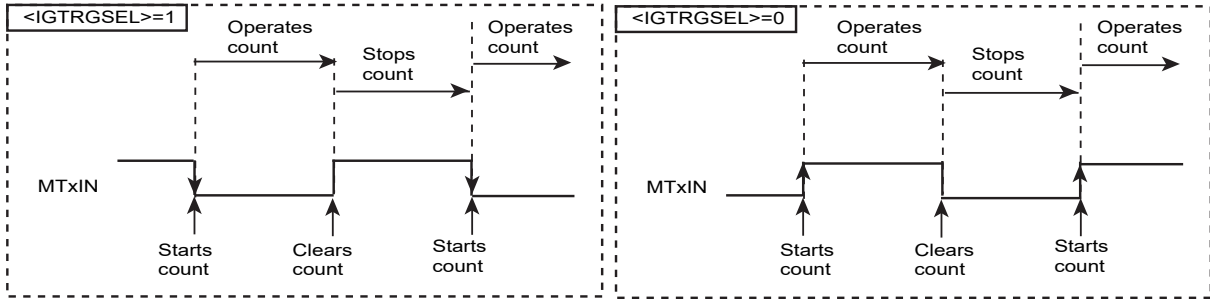 <IGTRGSEL>=1
Operates
count
Stops
count
Operates
count
MTxIN
Starts
count
Clears
count
Starts
count
<IGTRGSEL>=0
Operates
count
Stops
count
Operates
count
MTxIN
Starts
count
Clears
count
Starts
count